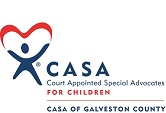 CASA
Court Appointed Special Advocates
FOR CHILDREN
CASA OF GALVESTON COUNTY